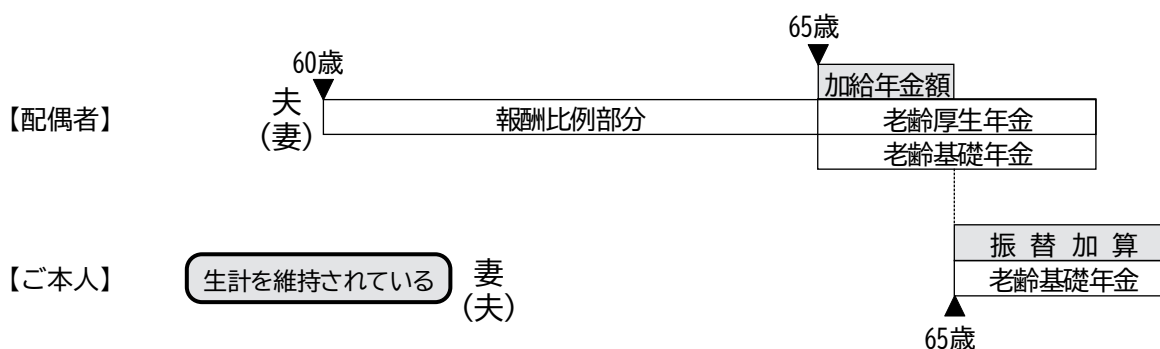 65歳
60歳
加給年金額
【配偶者】
夫
(妻)
報酬比例部分
老齢厚生年金
老齢基礎年金
振替加算
【ご本人】
生計を維持されている
妻
(夫)
老齢基礎年金
65歳